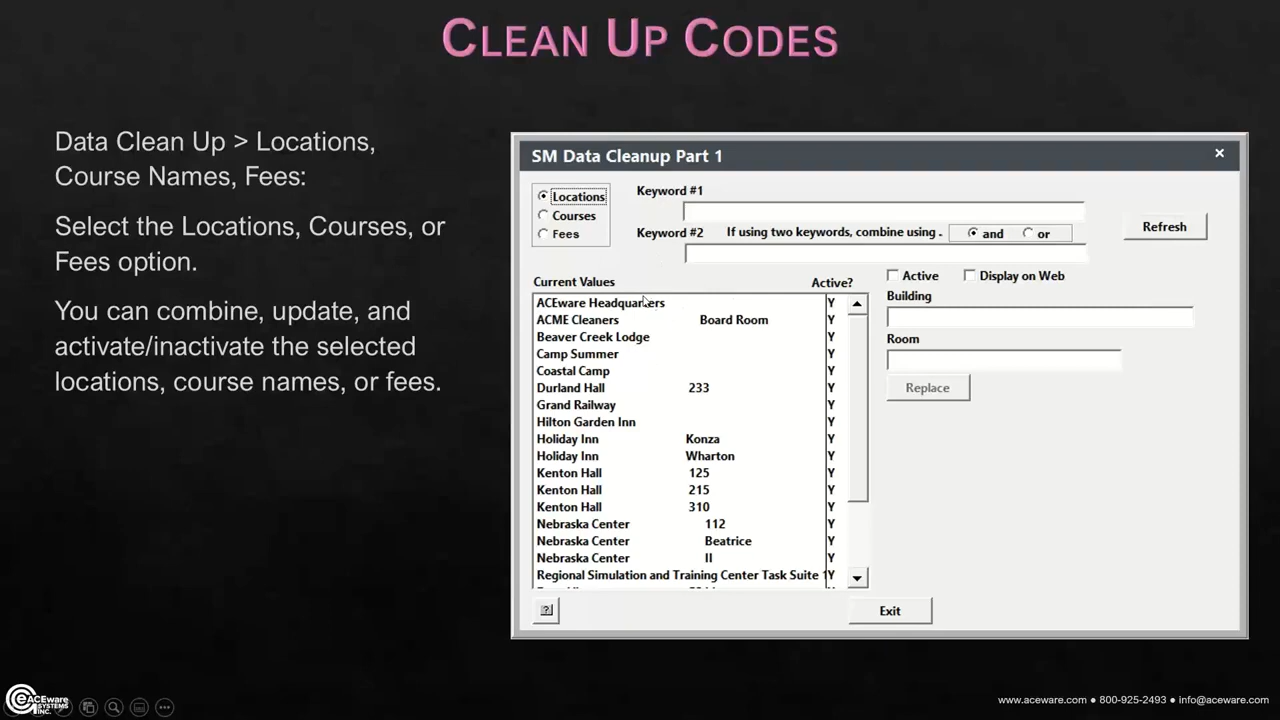 CLEAN UP CODES
Data Clean Up > Locations,
Course Names, Fees:
Select the Locations, Courses, or
Fees option.
You can combine, update, and
activate/inactivate the selected
locations, course names, or fees.
SM Data Cleanup Part 1
Locations
Courses
Fees
Keyword #1
Keyword #2 If using two keywords, combine using . and or
Refresh
Current Values Active?
Active Display on Web
Building
Room
Replace
ACEware Headquarters Y
ACME Cleaners Board Room Y
Beaver Creek Lodge Y
Camp Summer Y
Coastal Camp Y
Durland Hall 233 Y
Grand Railway Y
Hilton Garden Inn Y
Holiday Inn Konza Y
Holiday Inn Wharton Y
Kenton Hall 125 Y
Kenton Hall 215 Y
Kenton Hall 310 Y
Nebraska Center 112 Y
Nebraska Center Beatrice Y
Nebraska Center II Y
Regional Simulation and Training Center Task Suite 1 Y
Exit
ACEware
SYSTEMS
INC.
www.aceware.com ● 800-925-2493 ● info@aceware.com